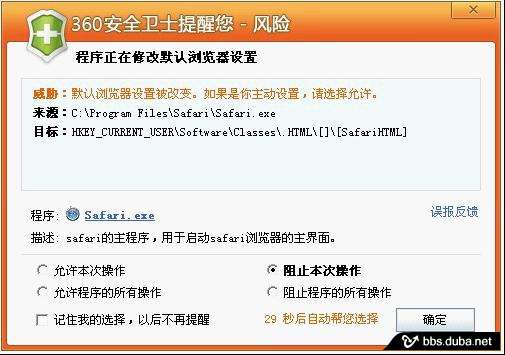 360安全卫士提醒您 - 风险
程序正在修改默认浏览器设置
威胁：默认浏览器设置被改变。如果是你主动设置，请选择允许。
来源：C:\Program Files\Safari\Safari.exe
目标：HKEY_CURRENT_USER\Software\Classes\.HTML\[]\[SafariHTML]
程序: Safari.exe 误报反馈
描述: safari的主程序，用于启动safari浏览器的主界面。
允许本次操作 阻止本次操作
允许程序的所有操作 阻止程序的所有操作
记住我的选择，以后不再提醒 29 秒后自动帮您选择 确定
bbs.duba.net